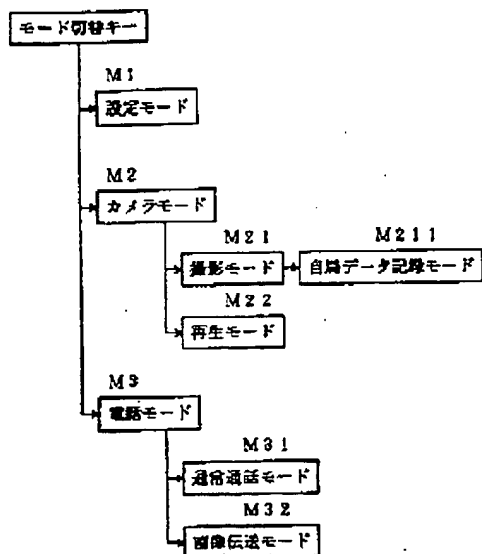 モード切替キー
M1
設定モード
M2
カメラモード
M21
撮影モード
M211
自局データ記録モード
M22
再生モード
M3
電話モード
M31
通常通話モード
M32
画像伝送モード